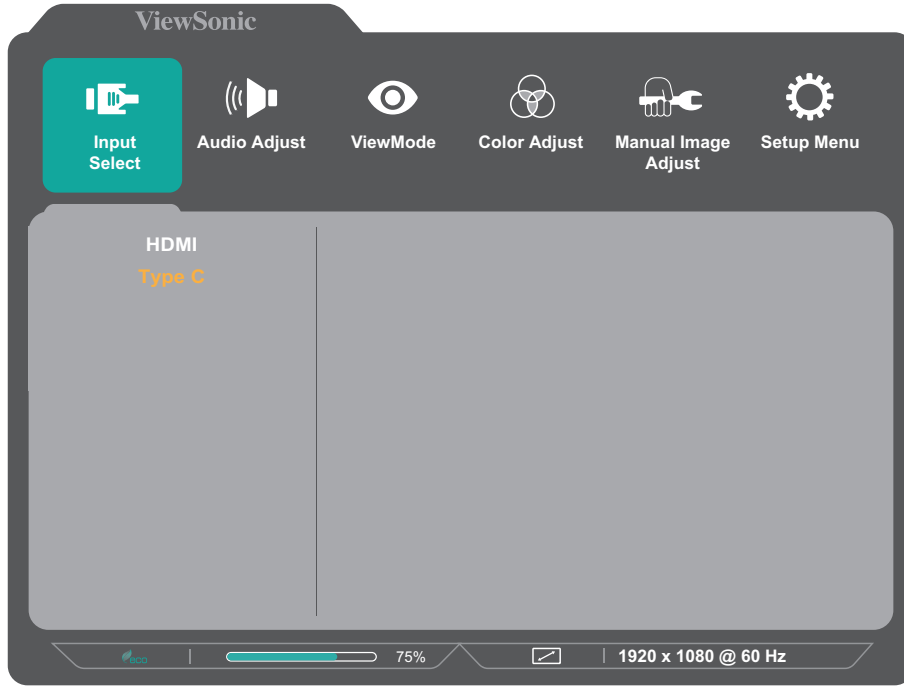 ViewSonic
Input Select
Audio Adjust
ViewMode
Color Adjust
Manual Image Adjust
Setup Menu
HDMI
Type C
eco
75%
1920 x 1080 @ 60 Hz